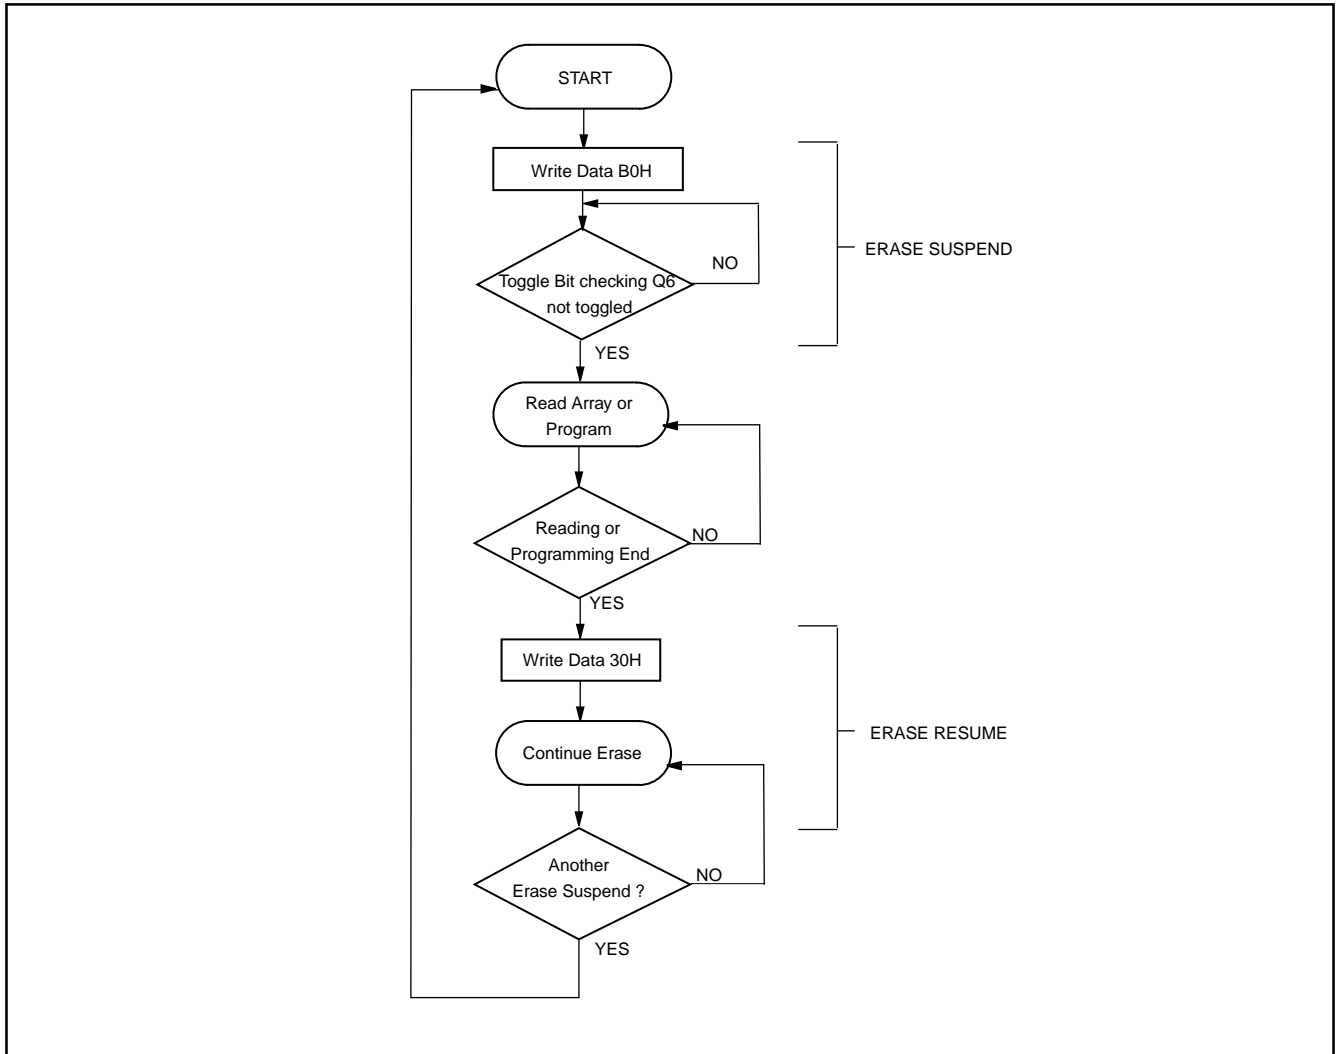 START
Write Data B0H
ERASE SUSPEND
NO
Toggle Bit checking Q6
not toggled
YES
Read Array or
Program
Reading or
NO
Programming End
YES
Write Data 30H
ERASE RESUME
Continue Erase
Another
NO
Erase Suspend ?
YES